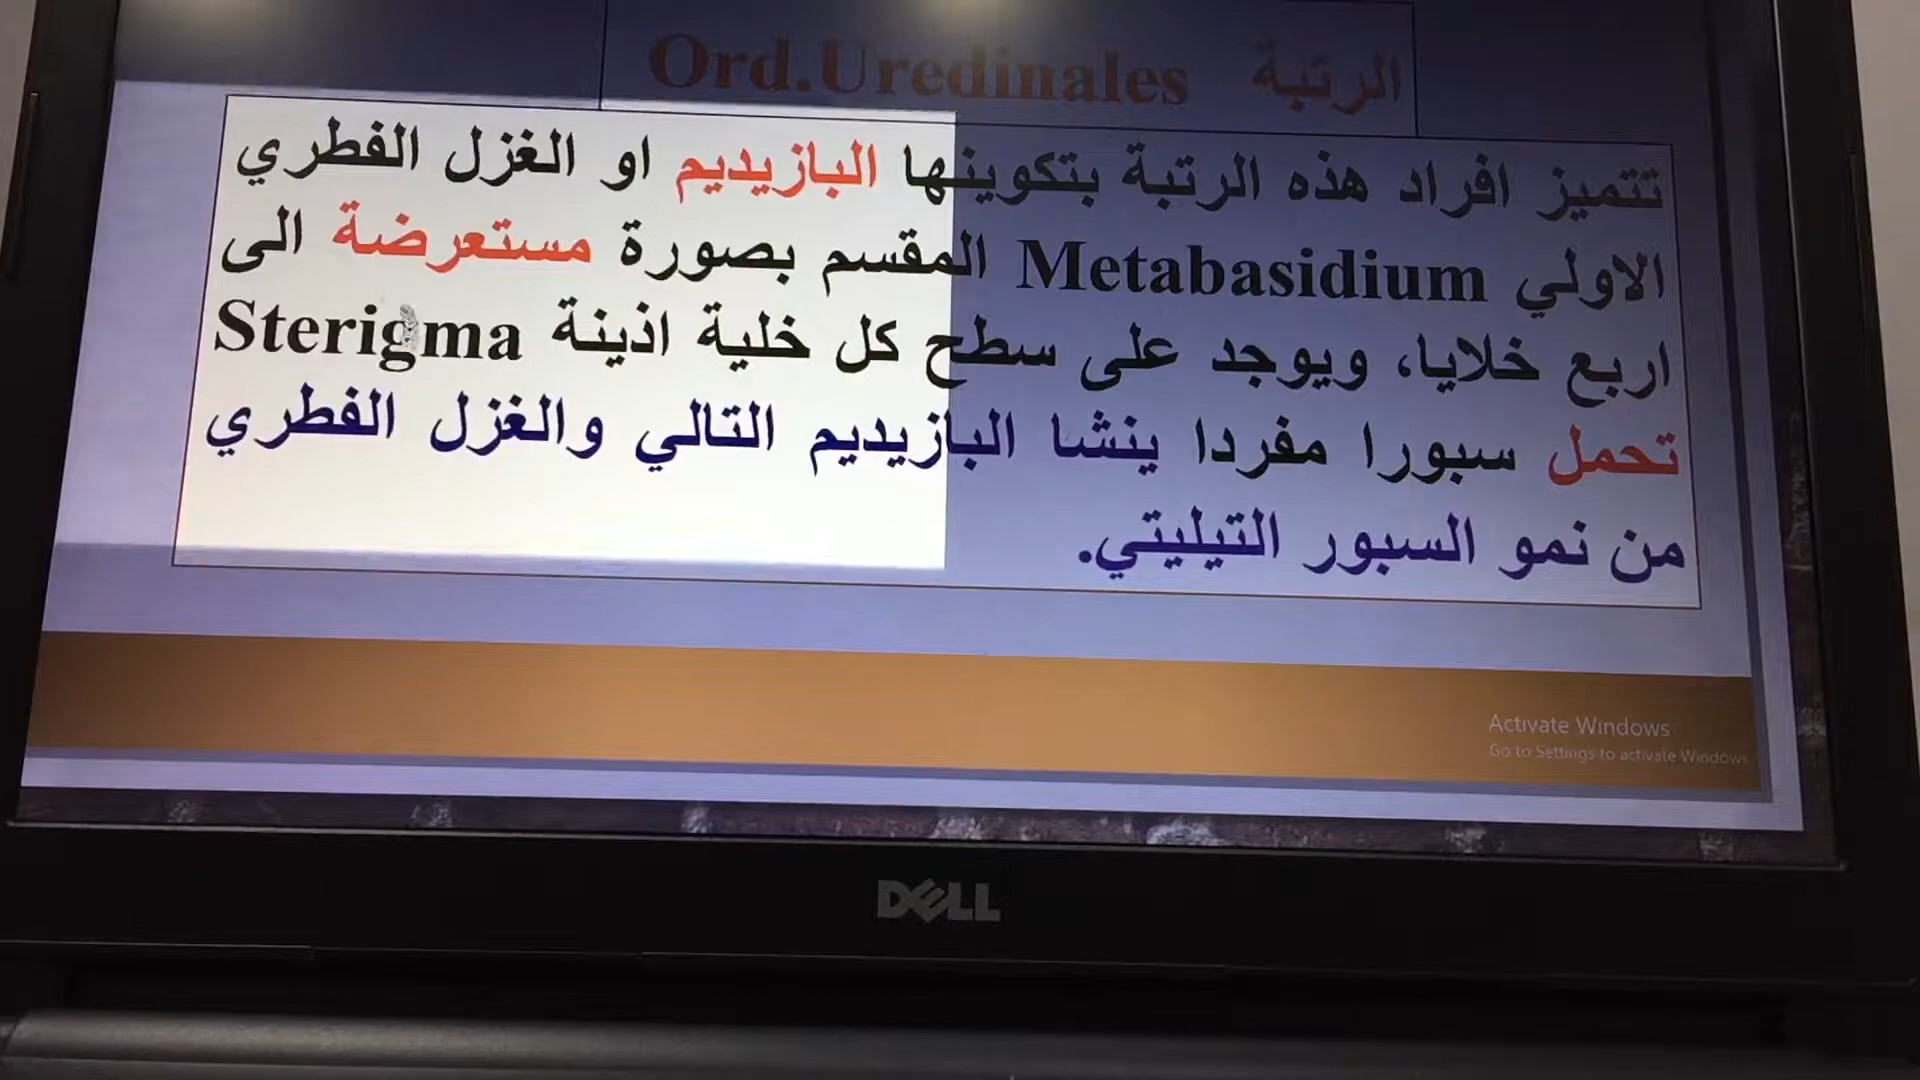 الرتبة Ord.Uredinales
تتميز افراد هذه الرتبة بتكوينها البازيديم او الغزل الفطري
الاولي Metabasidium المقسم بصورة مستعرضة الى
اربع خلايا، ويوجد على سطح كل خلية اذينة Sterigma
تحمل سبورا مفردا ينشا البازيديم التالي والغزل الفطري
من نمو السبور التيليتي.
Activate Windows
Go to Settings to activate Windows
DELL